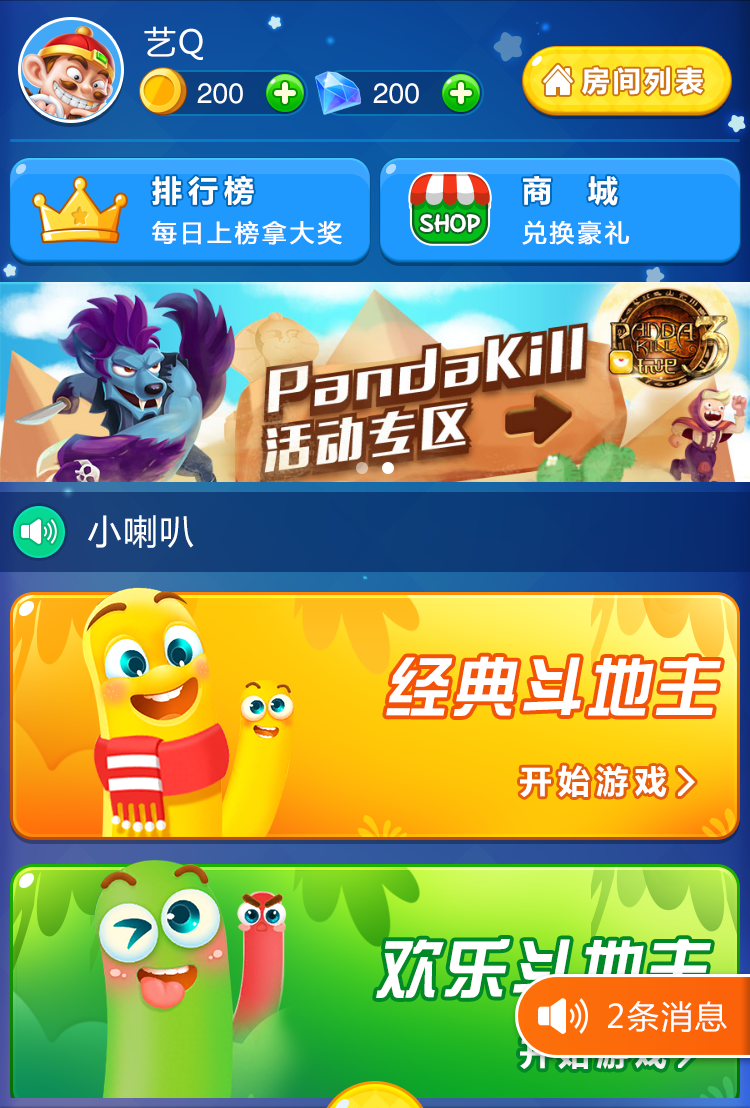 艺Q
200
200
房间列表
排行榜
每日上榜拿大奖
SHOP
商 城
兑换豪礼
PandaKill
活动专区
PANDA
KILL
3
玩吧
小喇叭
经典斗地主
开始游戏
欢乐斗地主
2条消息
开始游戏